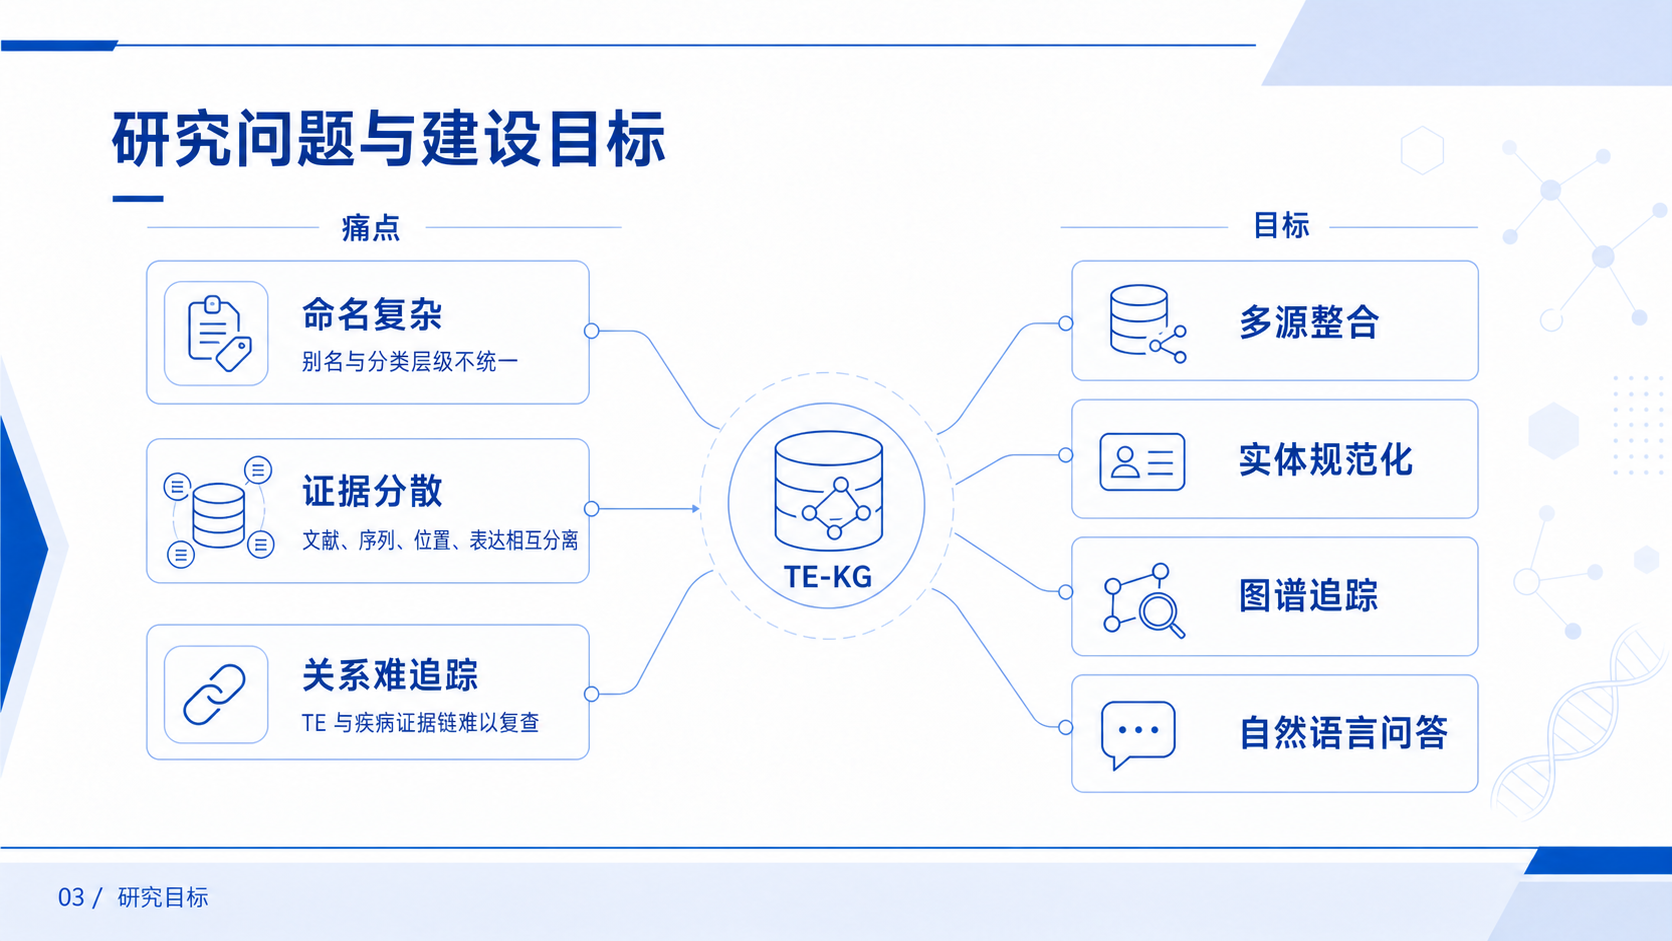 研究问题与建设目标
痛点
命名复杂
别名与分类层级不统一
证据分散
文献、序列、位置、表达相互分离
关系难追踪
TE 与疾病证据链难以复查
TE-KG
目标
多源整合
实体规范化
图谱追踪
自然语言问答
03 / 研究目标